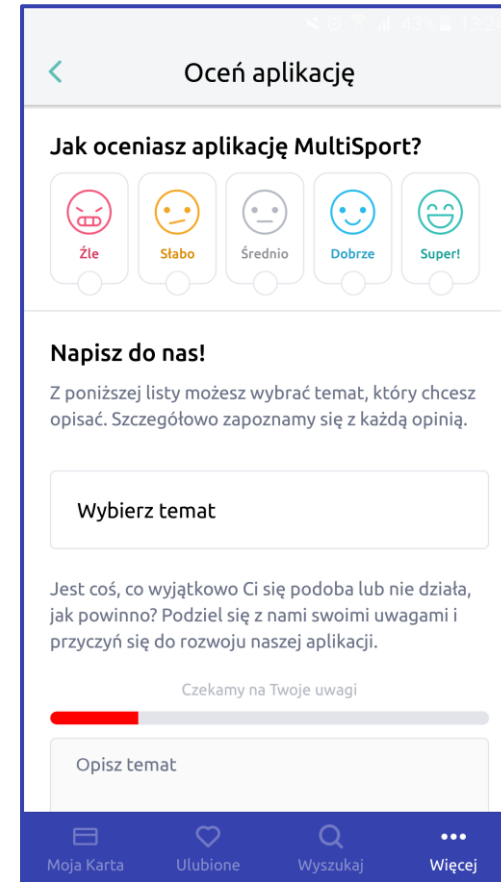 43% 13:24
Oceń aplikację
Jak oceniasz aplikację MultiSport?
Źle Słabo Średnio Dobrze Super!
Napisz do nas!
Z poniższej listy możesz wybrać temat, który chcesz
opisać. Szczegółowo zapoznamy się z każdą opinią.
Wybierz temat
Jest coś, co wyjątkowo Ci się podoba lub nie działa,
jak powinno? Podziel się z nami swoimi uwagami i
przyczyń się do rozwoju naszej aplikacji.
Czekamy na Twoje uwagi
Opisz temat
Moja Karta Ulubione Wyszukaj Więcej